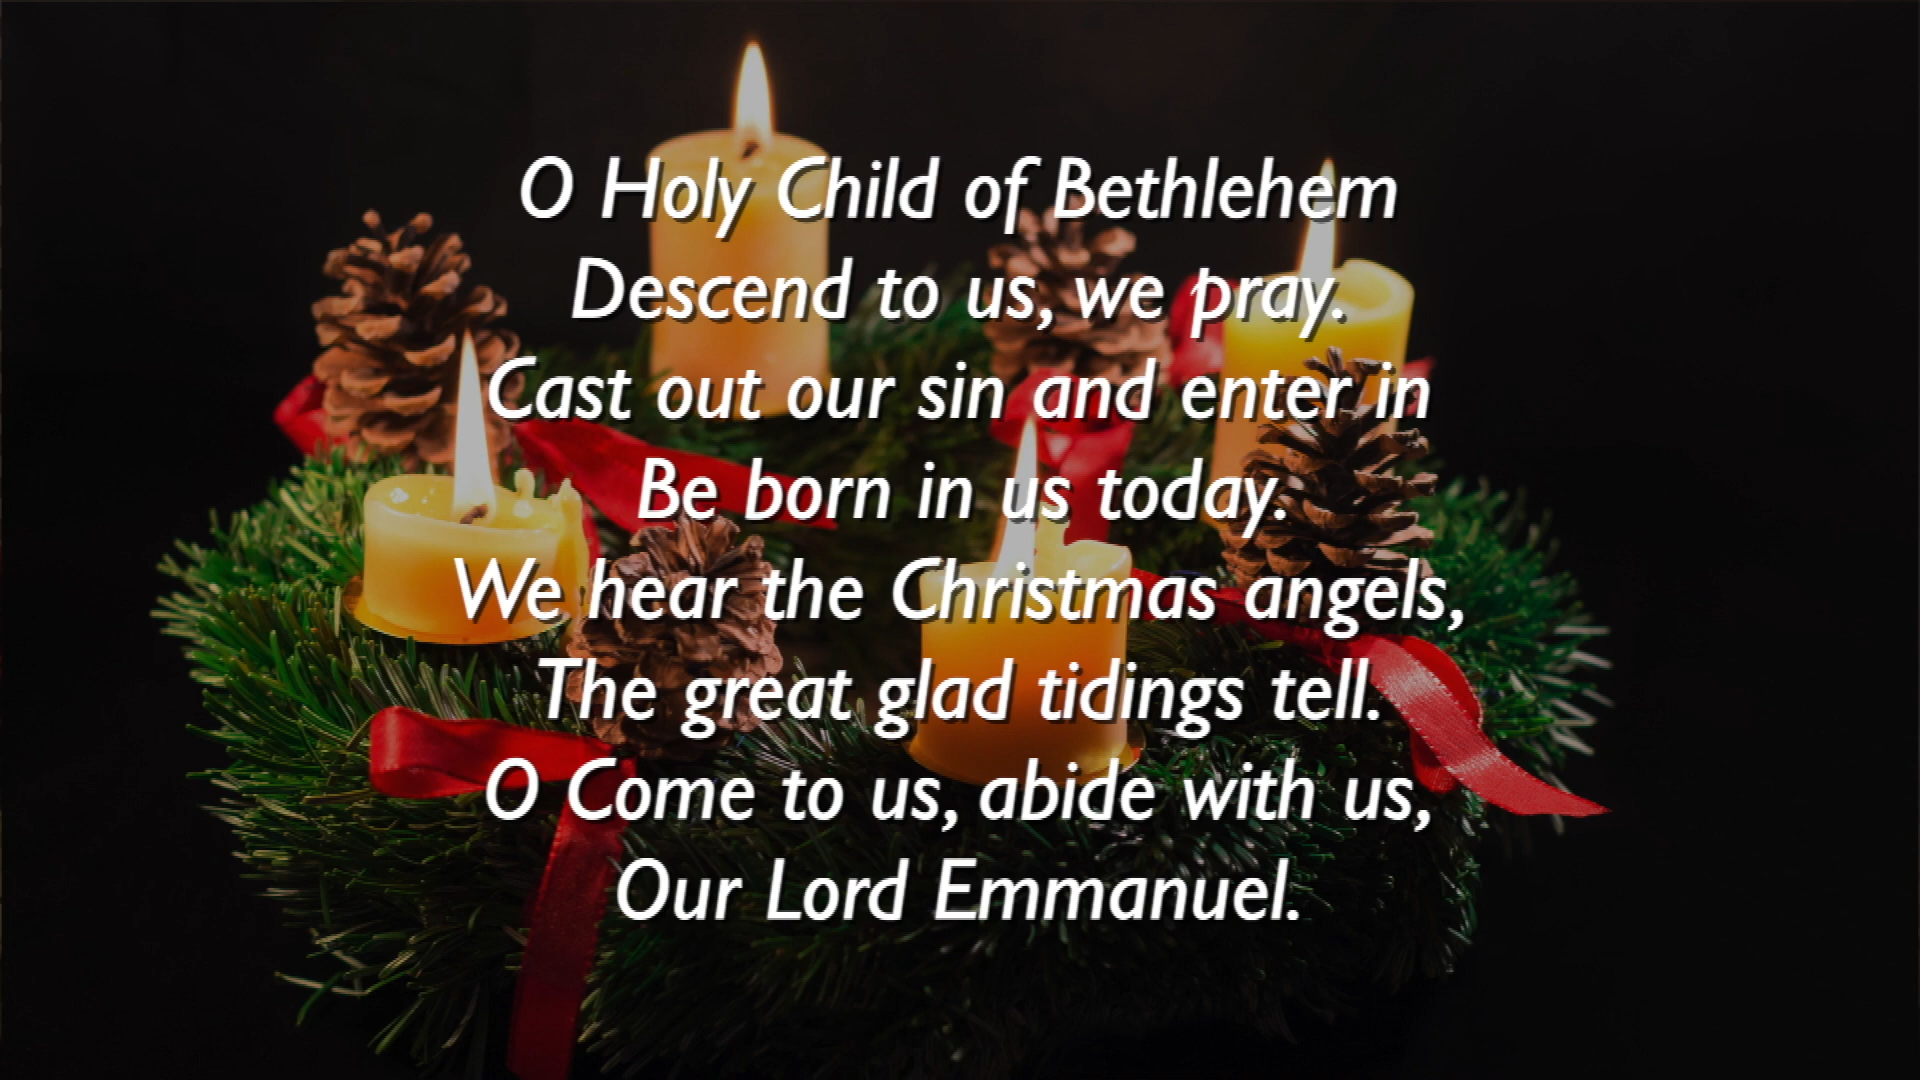 O Holy Child of Bethlehem
Descend to us, we pray.
Cast out our sin and enter in
Be born in us today.
We hear the Christmas angels,
The great glad tidings tell.
O Come to us, abide with us,
Our Lord Emmanuel.